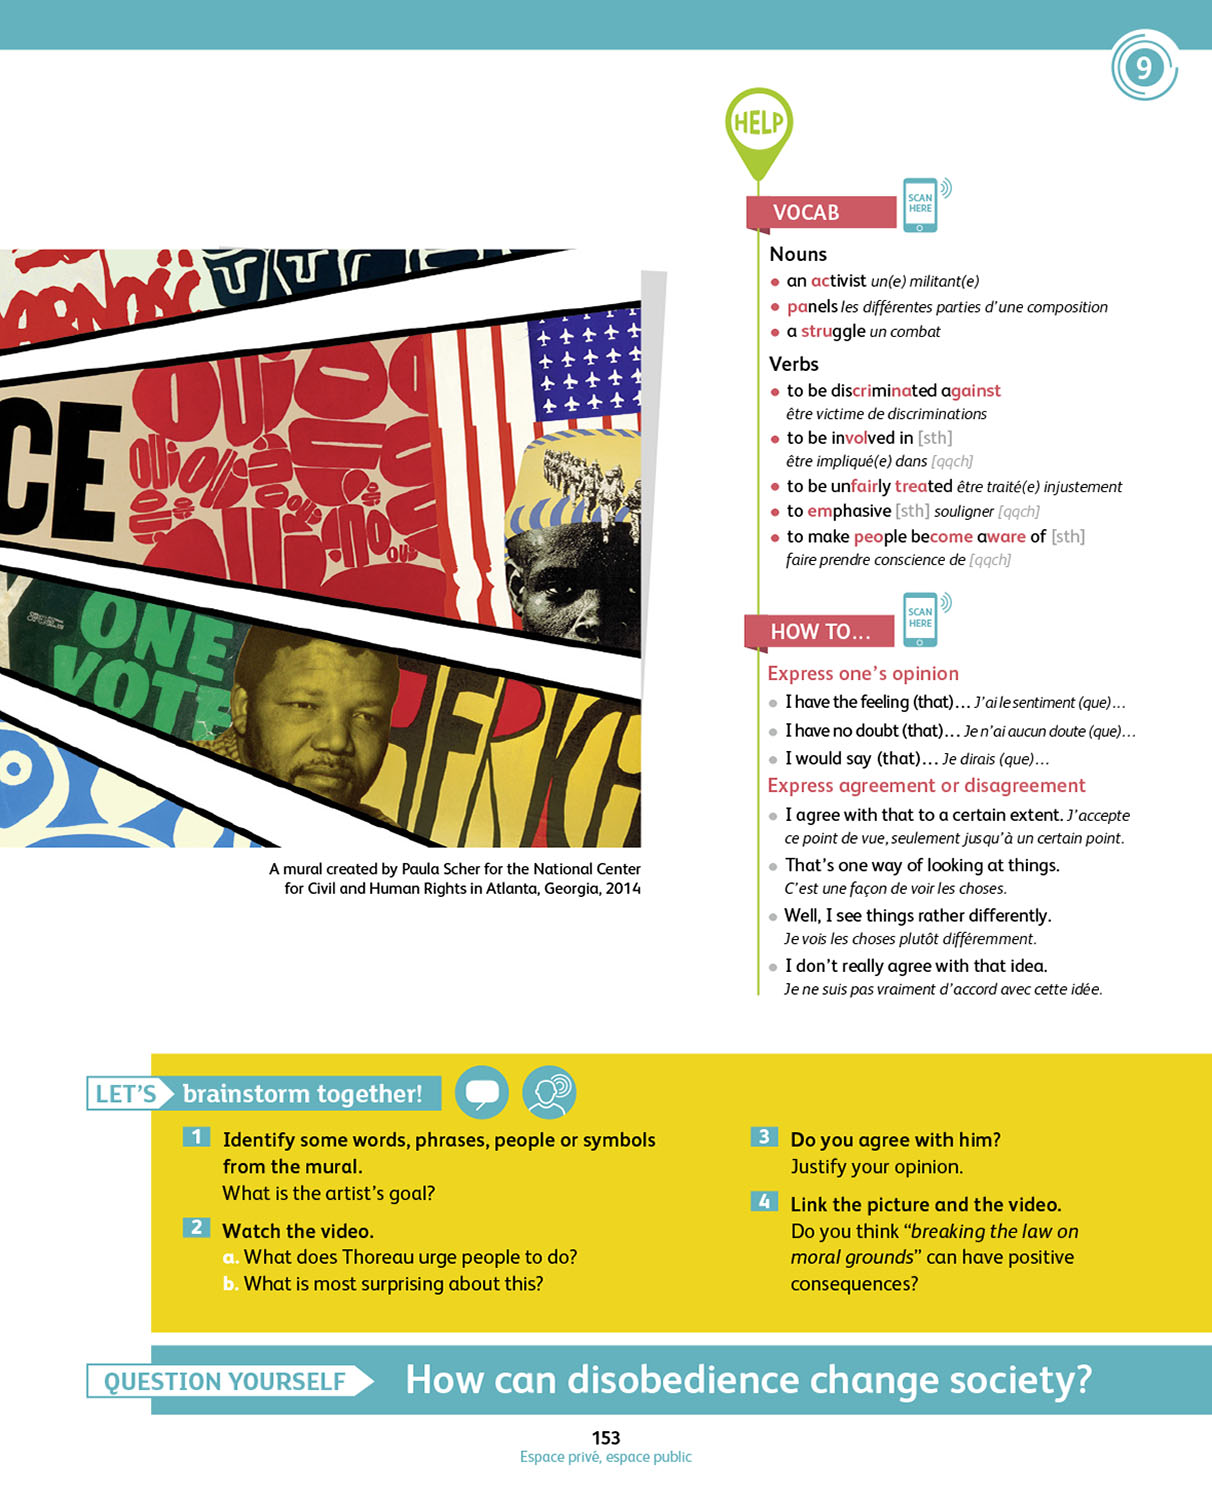 9
HELP
VOCAB
SCAN
HERE
Nouns
• an activist un(e) militant(e)
• panels les différentes parties d'une composition
• a struggle un combat
Verbs
• to be discriminated against
être victime de discriminations
• to be involved in [sth]
être impliqué(e) dans [qqch]
• to be unfairly treated être traité(e) injustement
• to emphasive [sth] souligner [qqch]
• to make people become aware of [sth]
faire prendre conscience de [qqch]
CE
OUI
NON
ONE
VOTE
A mural created by Paula Scher for the National Center
for Civil and Human Rights in Atlanta, Georgia, 2014
HOW TO...
SCAN
HERE
Express one's opinion
• I have the feeling (that)... J'ai le sentiment (que)...
• I have no doubt (that)... Je n'ai aucun doute (que)...
• I would say (that)... Je dirais (que)...
Express agreement or disagreement
• I agree with that to a certain extent. J'accepte
ce point de vue, seulement jusqu'à un certain point.
• That's one way of looking at things.
C'est une façon de voir les choses.
• Well, I see things rather differently.
Je vois les choses plutôt différemment.
• I don't really agree with that idea.
Je ne suis pas vraiment d'accord avec cette idée.
LET'S brainstorm together!
1 Identify some words, phrases, people or symbols
from the mural.
What is the artist's goal?
2 Watch the video.
a. What does Thoreau urge people to do?
b. What is most surprising about this?
3 Do you agree with him?
Justify your opinion.
4 Link the picture and the video.
Do you think "breaking the law on
moral grounds" can have positive
consequences?
QUESTION YOURSELF How can disobedience change society?
153
Espace privé, espace public